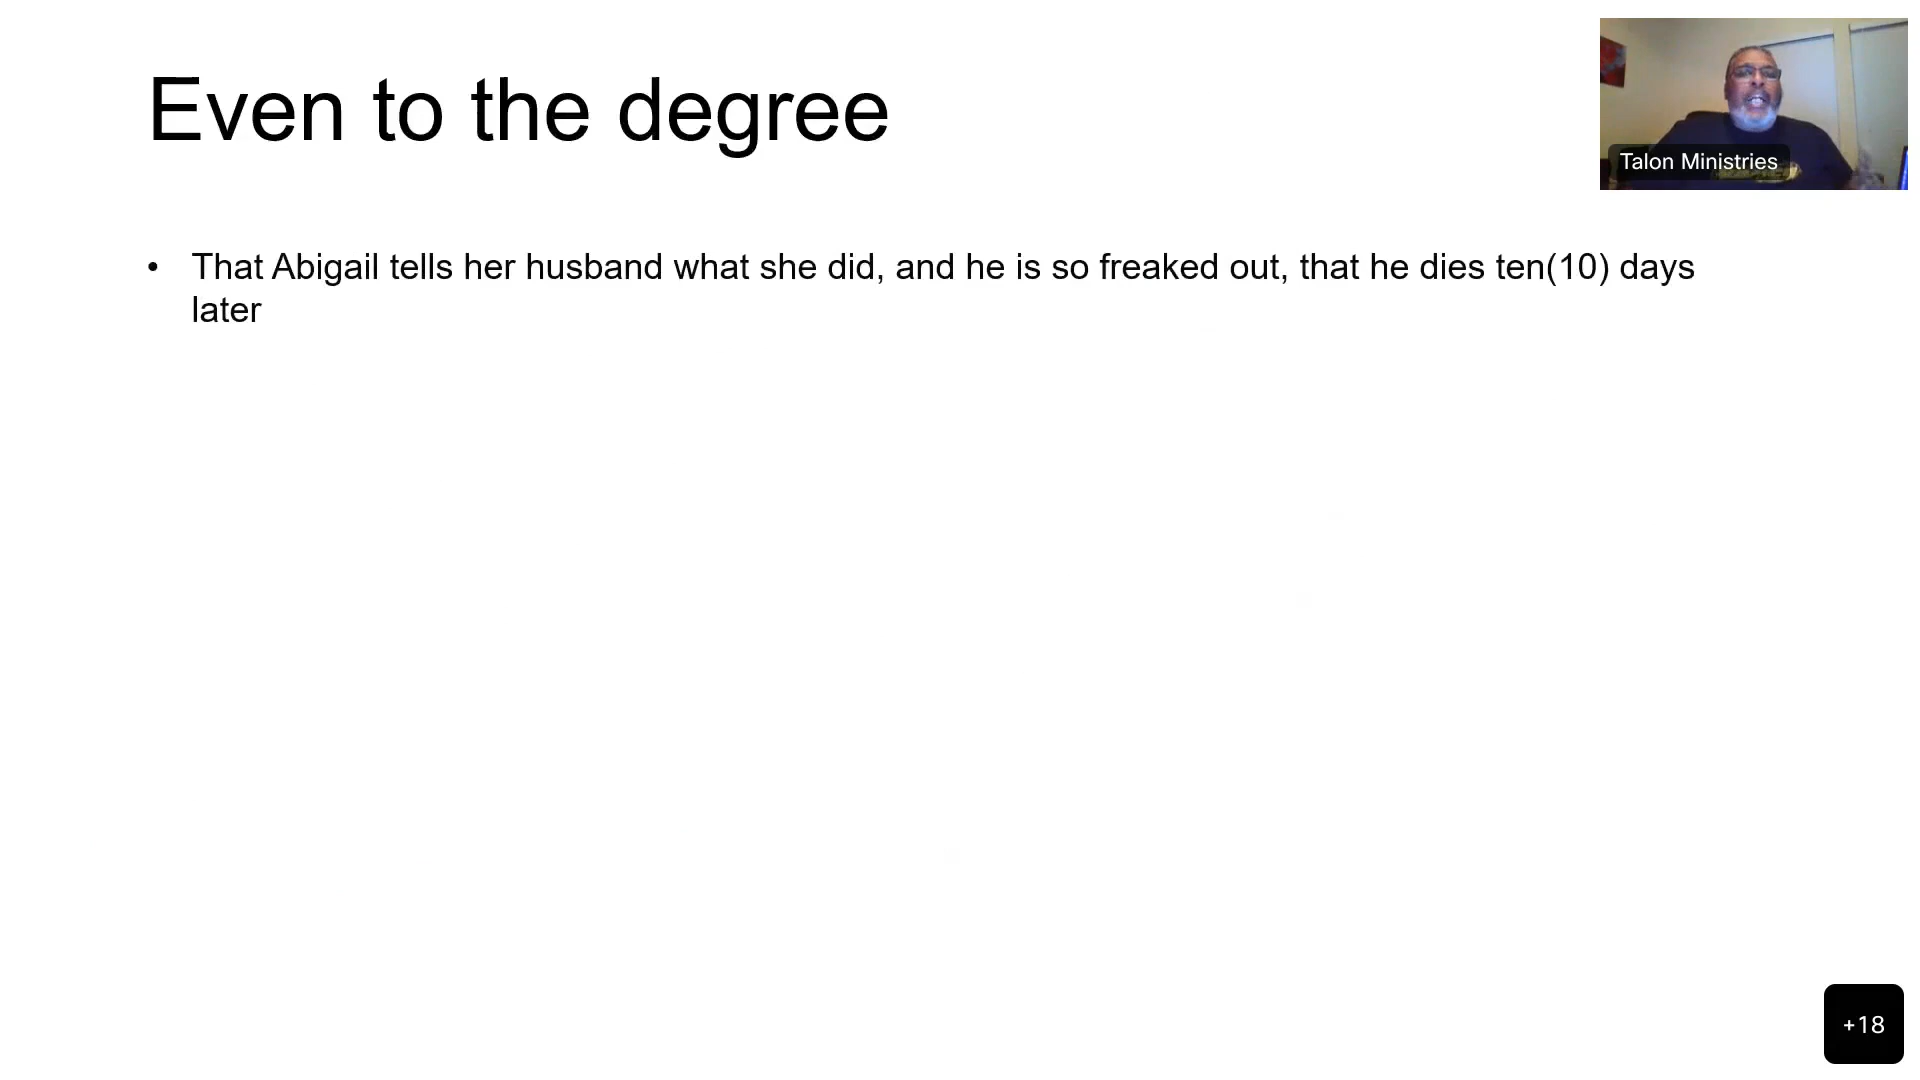 Even to the degree
Talon Ministries
• That Abigail tells her husband what she did, and he is so freaked out, that he dies ten(10) days
later
+18